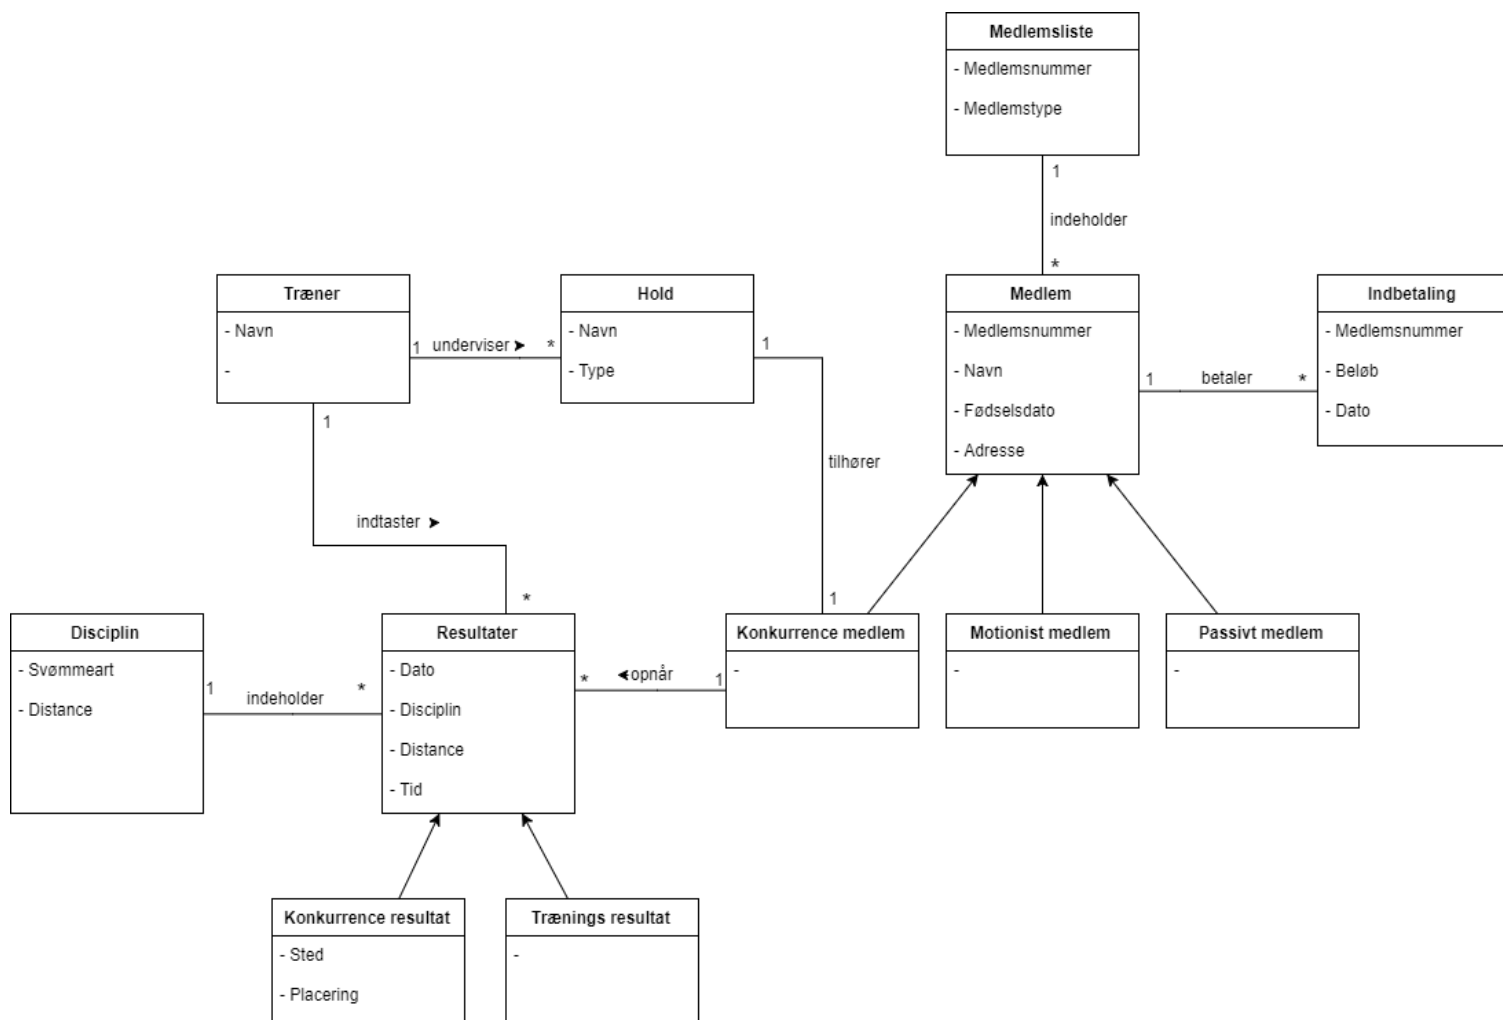 Medlemsliste
- Medlemsnummer
- Medlemstype
1
indeholder
*
Træner
- Navn
-
1
underviser
*
Hold
- Navn
- Type
1
Medlem
- Medlemsnummer
- Navn
- Fødselsdato
- Adresse
1
betaler
*
Indbetaling
- Medlemsnummer
- Beløb
- Dato
1
tilhører
indtaster
*
1
Disciplin
- Svømmeart
- Distance
1
indeholder
*
Resultater
- Dato
- Disciplin
- Distance
- Tid
*
opnår
1
Konkurrence medlem
-
Motionist medlem
-
Passivt medlem
-
Konkurrence resultat
- Sted
- Placering
Trænings resultat
-